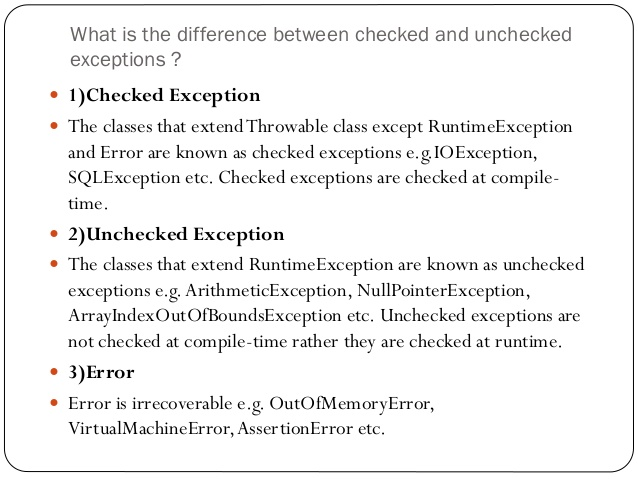 What is the difference between checked and unchecked
exceptions ?
• 1)Checked Exception
• The classes that extend Throwable class except RuntimeException
and Error are known as checked exceptions e.g.IOException,
SQLException etc. Checked exceptions are checked at compile-
time.
• 2)Unchecked Exception
• The classes that extend RuntimeException are known as unchecked
exceptions e.g. ArithmeticException, NullPointerException,
ArrayIndexOutOfBoundsException etc. Unchecked exceptions are
not checked at compile-time rather they are checked at runtime.
• 3)Error
• Error is irrecoverable e.g. OutOfMemoryError,
VirtualMachineError, AssertionError etc.